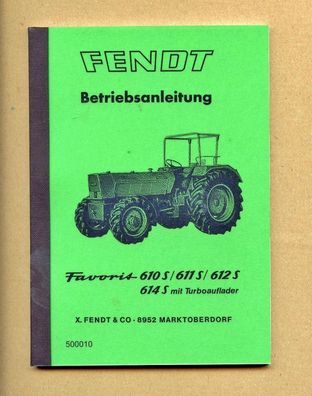 FENDT
Betriebsanleitung
Favorit 610 S / 611 S / 612 S
614 S mit Turboauflader
X. FENDT & CO - 8952 MARKTOBERDORF
500010